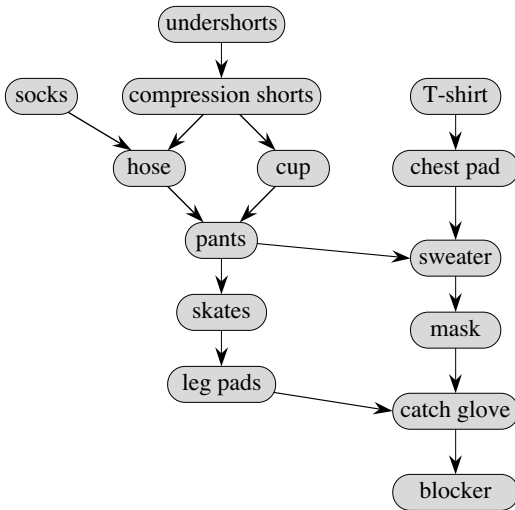 undershorts
socks
compression shorts
T-shirt
hose
cup
chest pad
pants
sweater
skates
mask
leg pads
catch glove
blocker